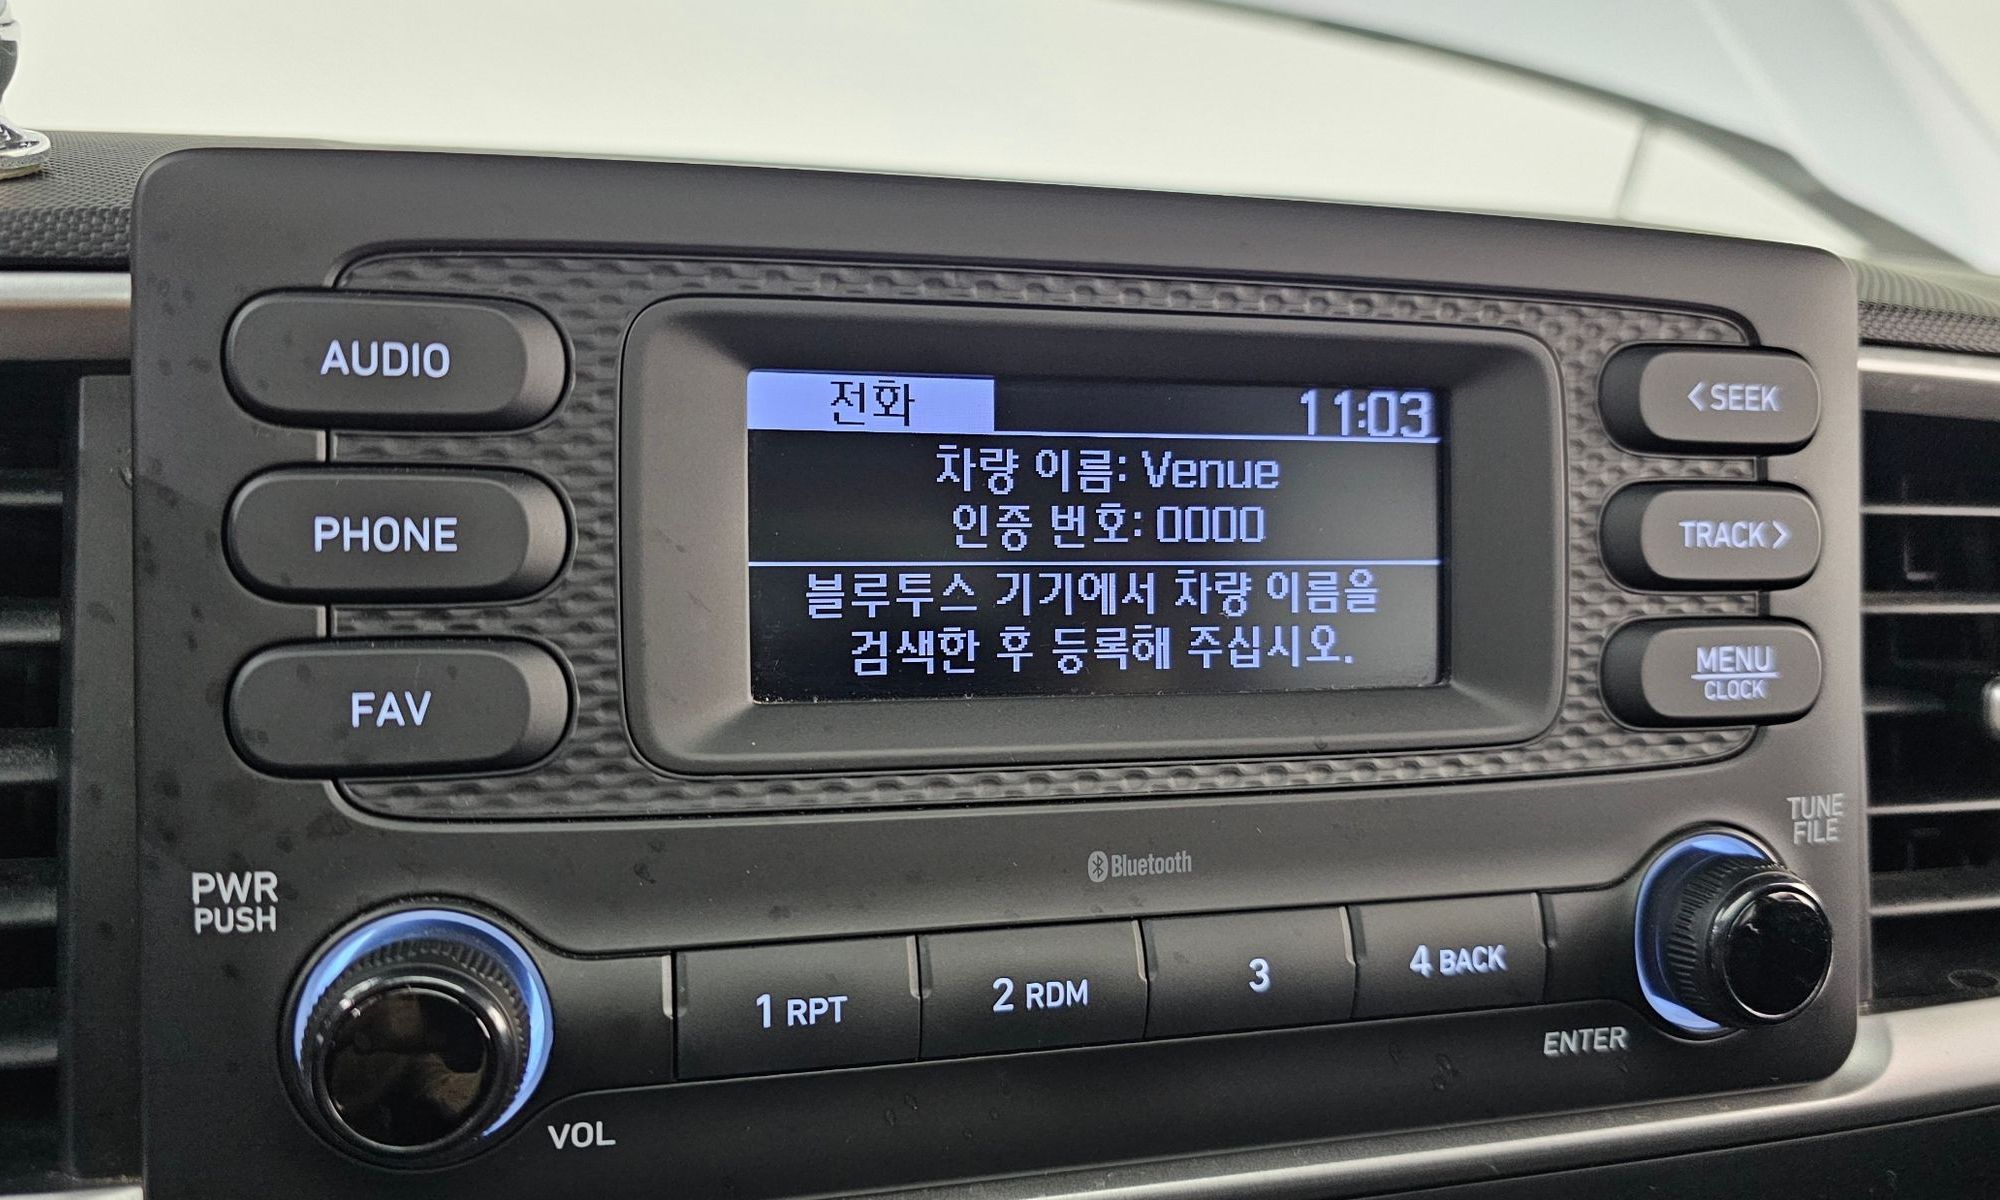 AUDIO
PHONE
FAV
전화 11:03
차량 이름: Venue
인증 번호: 0000
블루투스 기기에서 차량 이름을
검색한 후 등록해 주십시오.
<SEEK
TRACK>
MENU
CLOCK
TUNE
FILE
PWR
PUSH
VOL
Bluetooth
1 RPT
2 RDM
3
4 BACK
ENTER